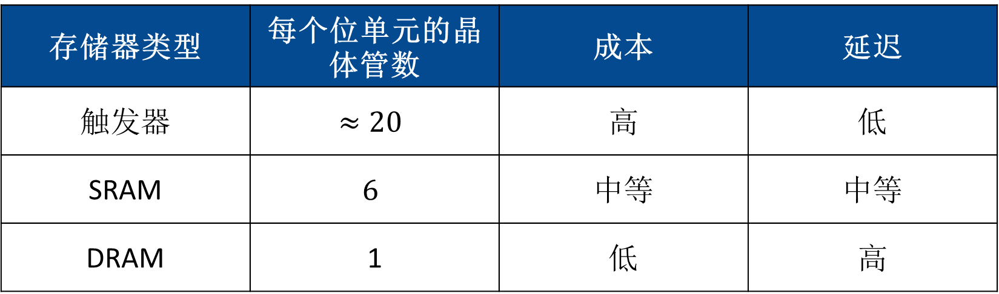 存储器类型
每个位单元的晶
体管数
成本
延迟
触发器
≈ 20
高
低
SRAM
6
中等
中等
DRAM
1
低
高